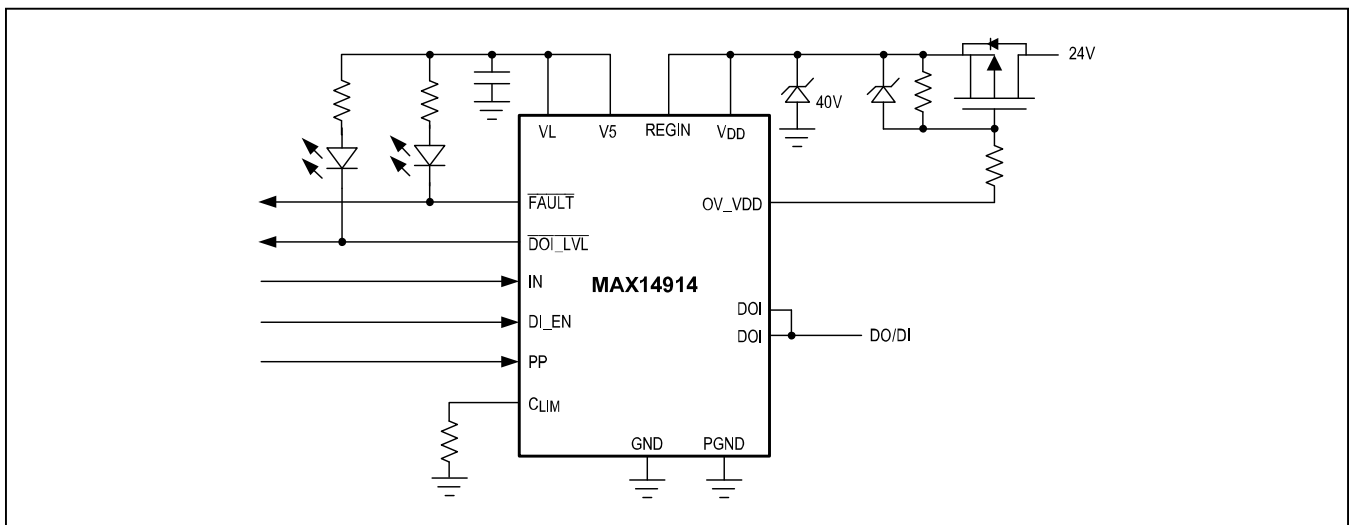 24V
40V
VL V5 REGIN VDD
FAULT
OV_VDD
DOI_LVL
IN
MAX14914
DOI
DI_EN
DOI
DO/DI
PP
CLIM
GND PGND